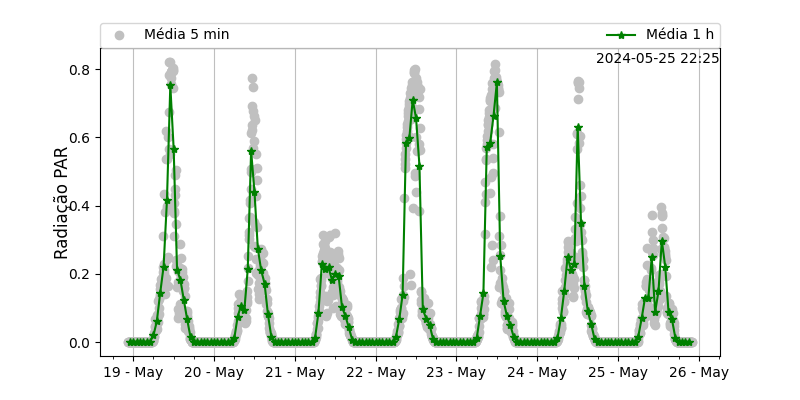 Média 5 min
Média 1 h
2024-05-25 22:25
Radiação PAR
0.8
0.6
0.4
0.2
0.0
19 - May
20 - May
21 - May
22 - May
23 - May
24 - May
25 - May
26 - May